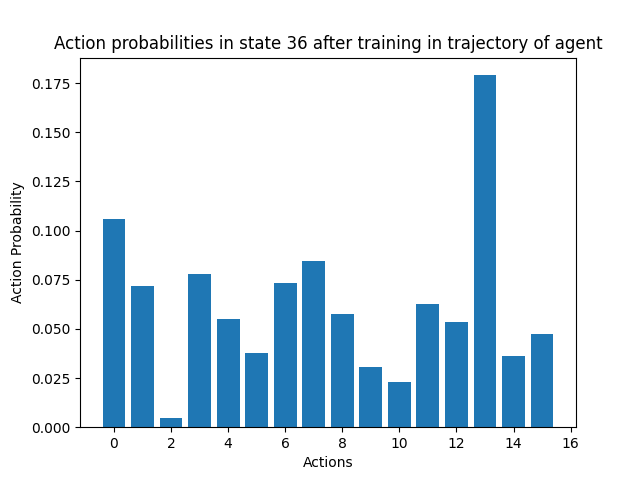 Action probabilities in state 36 after training in trajectory of agent
Action Probability
0.175
0.150
0.125
0.100
0.075
0.050
0.025
0.000
0 2 4 6 8 10 12 14 16
Actions